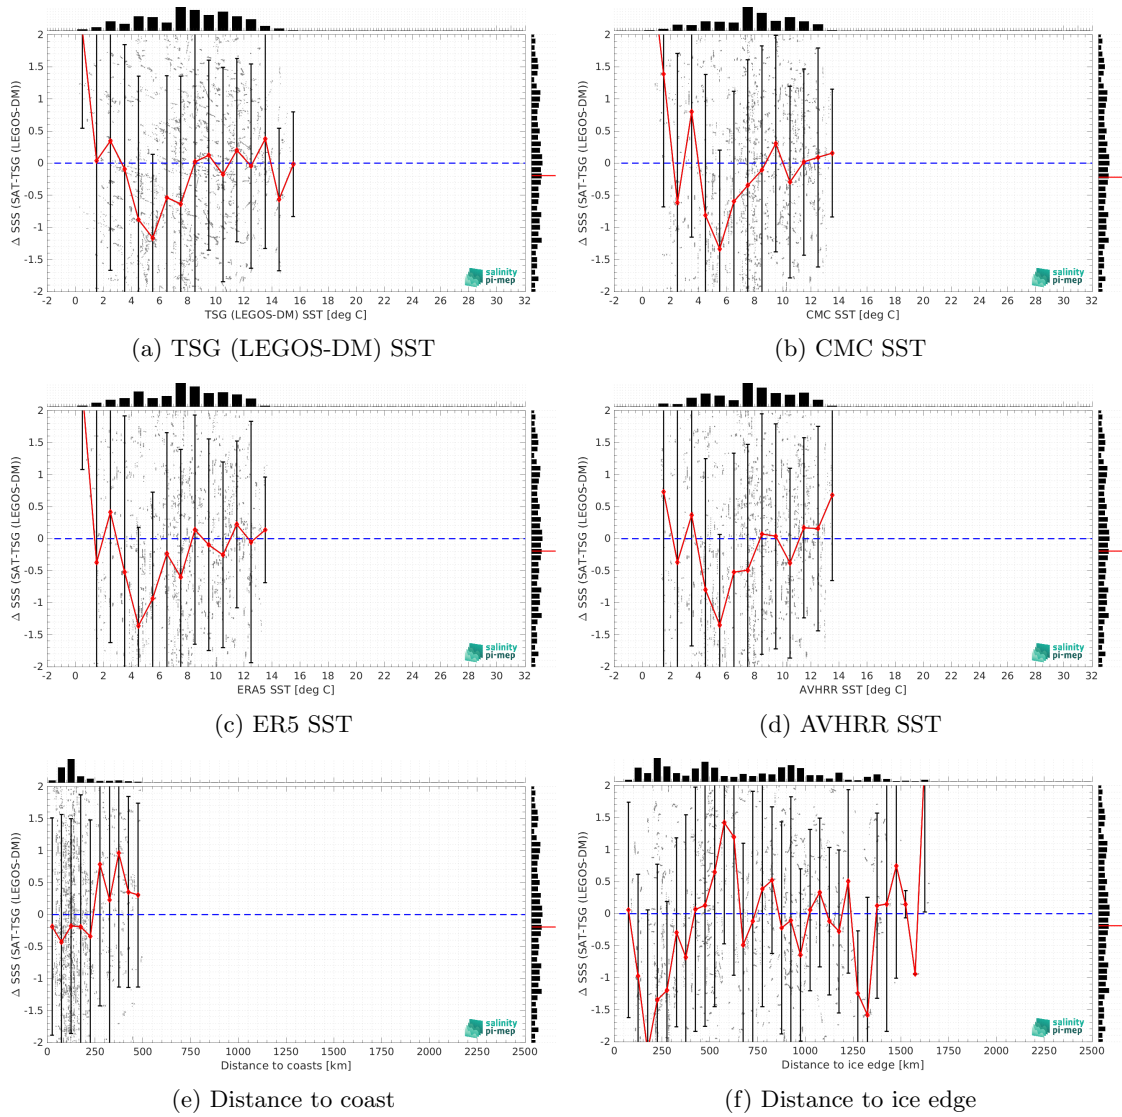 2
1.5
1
0.5
0
-0.5
-1
-1.5
-2
Δ SSS (SAT-TSG (LEGOS-DM))
salinity
pi-mep
-2 0 2 4 6 8 10 12 14 16 18 20 22 24 26 28 30 32
TSG (LEGOS-DM) SST [deg C]
(a) TSG (LEGOS-DM) SST
2
1.5
1
0.5
0
-0.5
-1
-1.5
-2
Δ SSS (SAT-TSG (LEGOS-DM))
salinity
pi-mep
-2 0 2 4 6 8 10 12 14 16 18 20 22 24 26 28 30 32
CMC SST [deg C]
(b) CMC SST
2
1.5
1
0.5
0
-0.5
-1
-1.5
-2
Δ SSS (SAT-TSG (LEGOS-DM))
salinity
pi-mep
-2 0 2 4 6 8 10 12 14 16 18 20 22 24 26 28 30 32
ERA5 SST [deg C]
(c) ER5 SST
2
1.5
1
0.5
0
-0.5
-1
-1.5
-2
Δ SSS (SAT-TSG (LEGOS-DM))
salinity
pi-mep
-2 0 2 4 6 8 10 12 14 16 18 20 22 24 26 28 30 32
AVHRR SST [deg C]
(d) AVHRR SST
2
1.5
1
0.5
0
-0.5
-1
-1.5
-2
Δ SSS (SAT-TSG (LEGOS-DM))
salinity
pi-mep
0 250 500 750 1000 1250 1500 1750 2000 2250 2500
Distance to coasts [km]
(e) Distance to coast
2
1.5
1
0.5
0
-0.5
-1
-1.5
-2
Δ SSS (SAT-TSG (LEGOS-DM))
salinity
pi-mep
0 250 500 750 1000 1250 1500 1750 2000 2250 2500
Distance to ice edge [km]
(f) Distance to ice edge